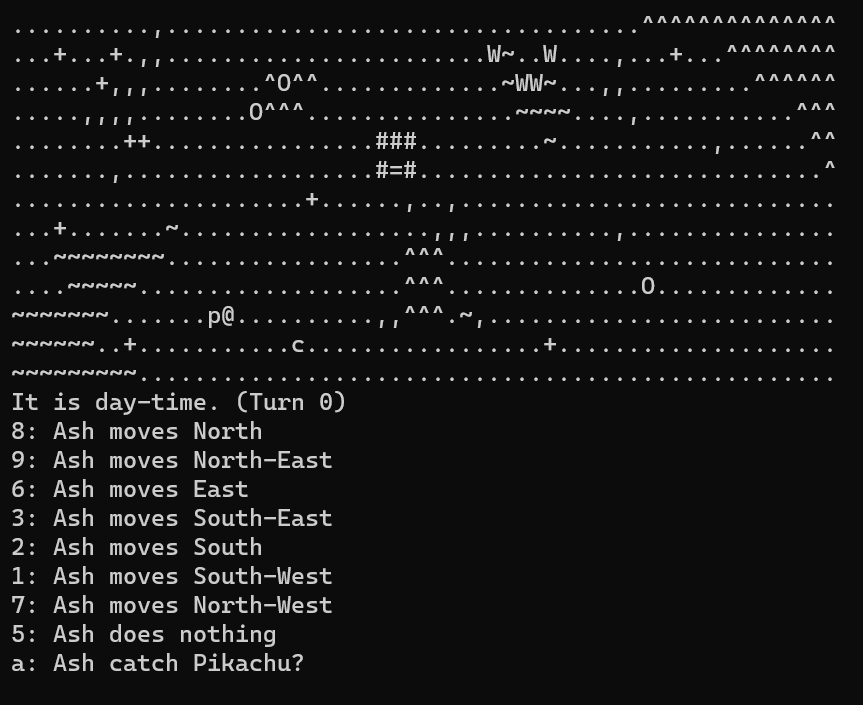 ..........,..................................^^^^^^^^^^^^^^
...+...+.,,.......................W~..W....,...+...^^^^^^^^
......+,,,........^O^^.............~WW~...,,.........^^^^^^
.....,,,,........O^^^...............~~~~....,...........^^^
........++................###.........~...........,......^^
.......,..................#=#.............................^
.....................+......,..,...........................
...+.......~..................,,,..........,...............
...~~~~~~~~.................^^^............................
....~~~~~...................^^^..............O.............
~~~~~~~.......p@..........,,^^^.~,.........................
~~~~~~..+...........c.................+....................
~~~~~~~~~..................................................
It is day-time. (Turn 0)
8: Ash moves North
9: Ash moves North-East
6: Ash moves East
3: Ash moves South-East
2: Ash moves South
1: Ash moves South-West
7: Ash moves North-West
5: Ash does nothing
a: Ash catch Pikachu?